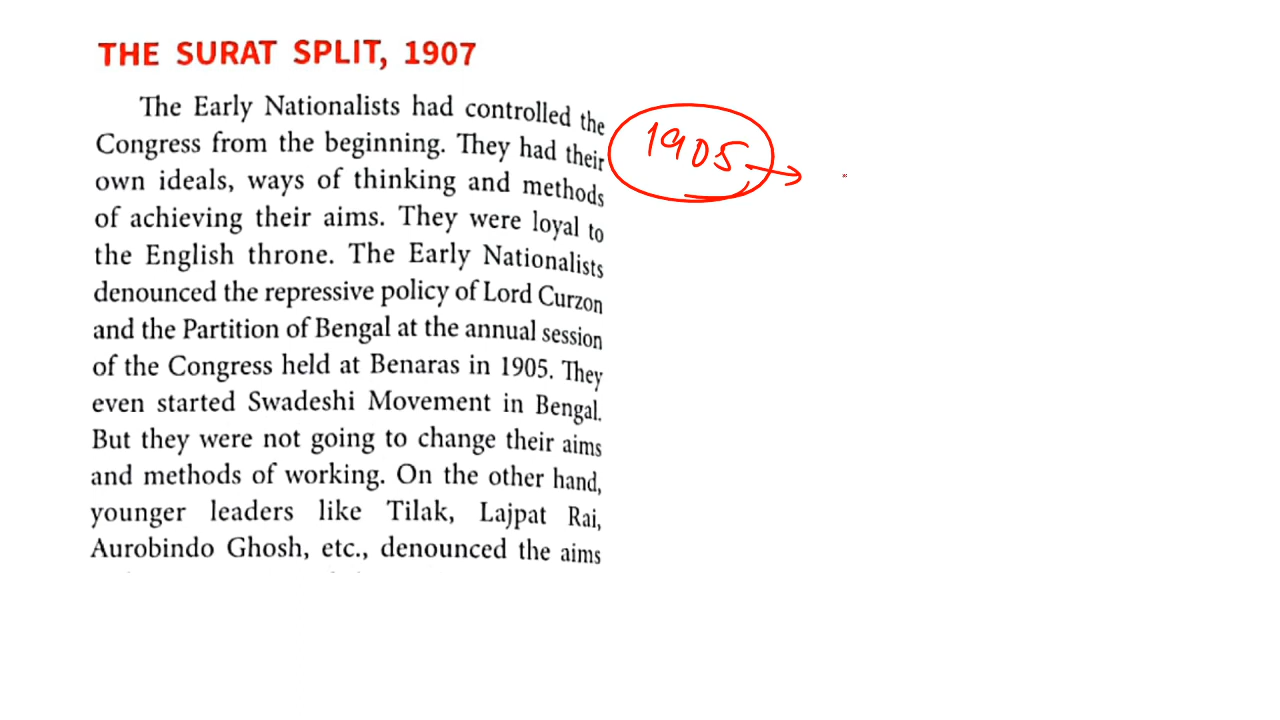 THE SURAT SPLIT, 1907
The Early Nationalists had controlled the
Congress from the beginning. They had their
own ideals, ways of thinking and methods
of achieving their aims. They were loyal to
the English throne. The Early Nationalists
denounced the repressive policy of Lord Curzon
and the Partition of Bengal at the annual session
of the Congress held at Benaras in 1905. They
even started Swadeshi Movement in Bengal.
But they were not going to change their aims
and methods of working. On the other hand,
younger leaders like Tilak, Lajpat Rai,
Aurobindo Ghosh, etc., denounced the aims
1905 →